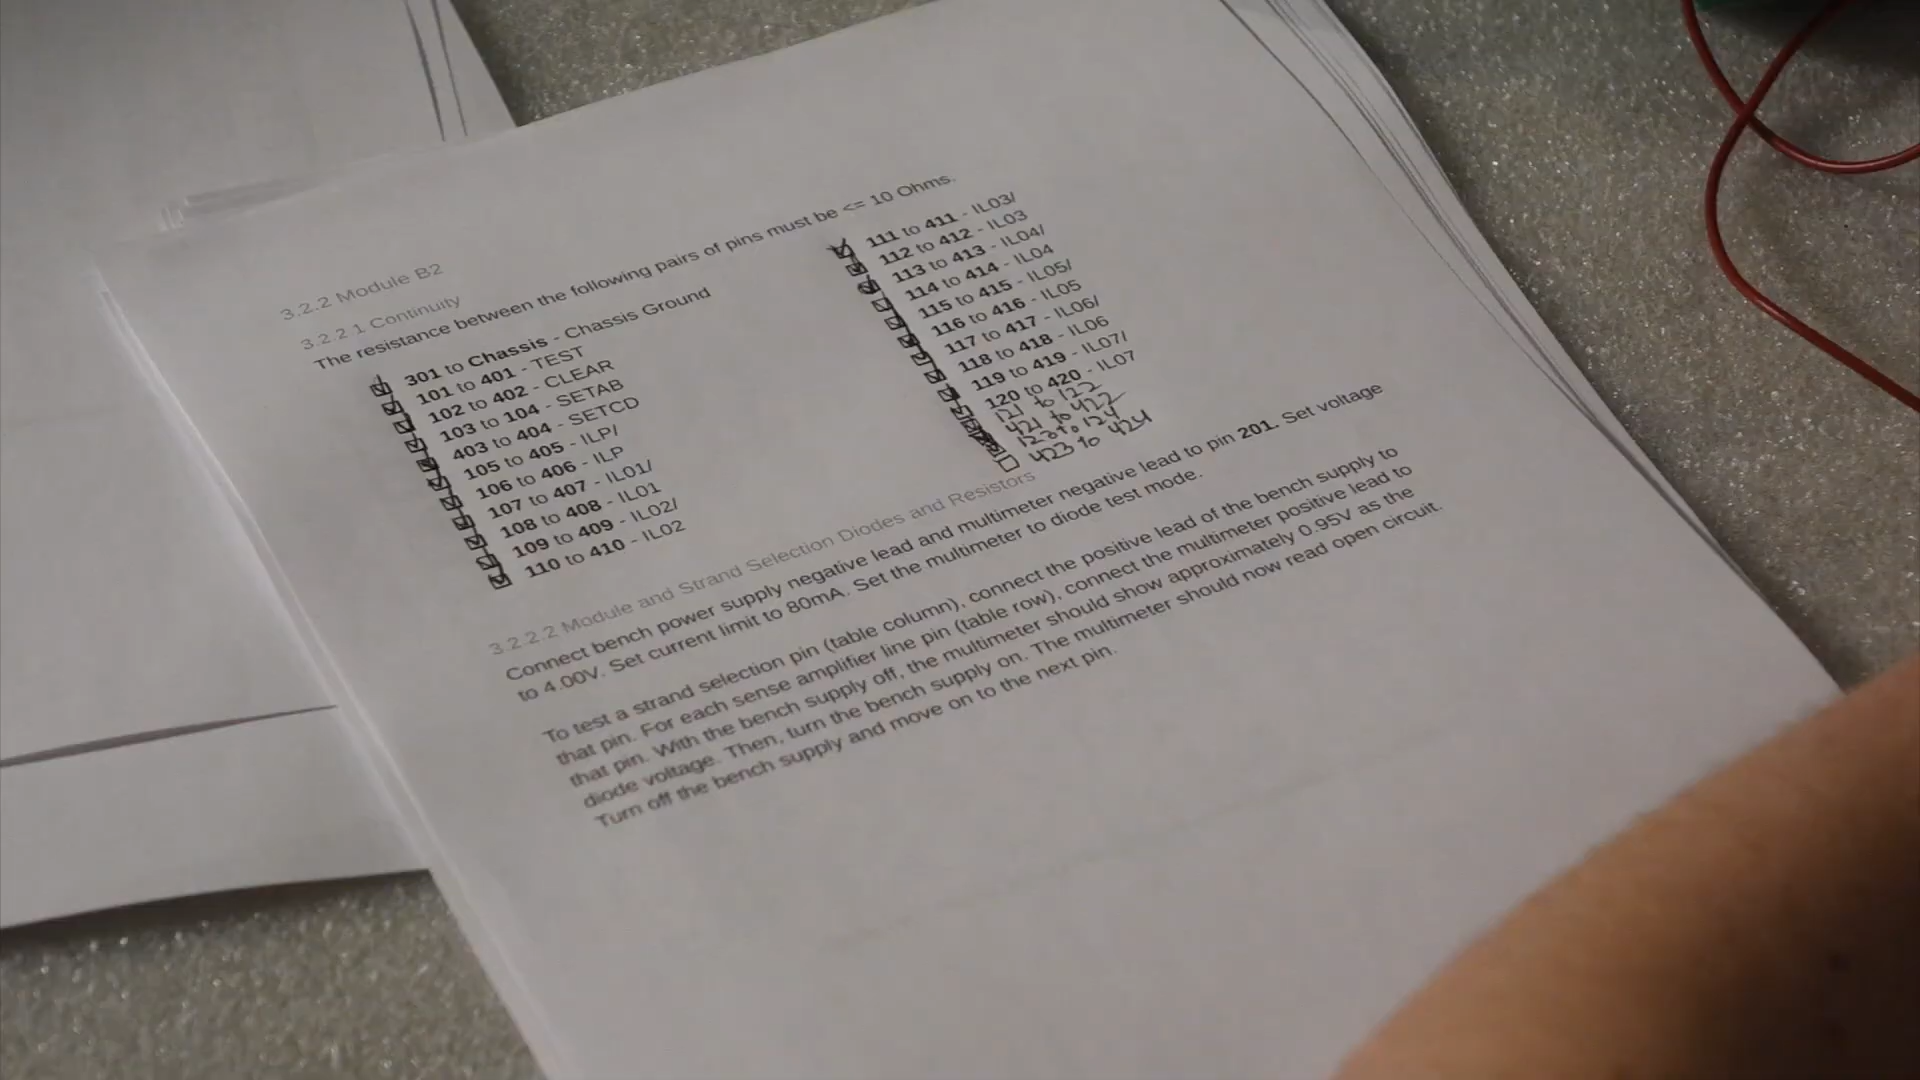 3.2.2 Module B2
3.2.2.1 Continuity
The resistance between the following pairs of pins must be <= 10 Ohms.
301 to Chassis - Chassis Ground
101 to 401 - TEST
102 to 402 - CLEAR
103 to 104 - SETAB
403 to 404 - SETCD
105 to 405 - ILP/
106 to 406 - ILP
107 to 407 - IL01/
108 to 408 - IL01
109 to 409 - IL02/
110 to 410 - IL02
111 to 411 - IL03/
112 to 412 - IL03
113 to 413 - IL04/
114 to 414 - IL04
115 to 415 - IL05/
116 to 416 - IL05
117 to 417 - IL06/
118 to 418 - IL06
119 to 419 - IL07/
120 to 420 - IL07
121 to 122
421 to 422
123 to 124
423 to 424
3.2.2.2 Module and Strand Selection Diodes and Resistors
Connect bench power supply negative lead and multimeter negative lead to pin 201. Set voltage
to 4.00V. Set current limit to 80mA. Set the multimeter to diode test mode.
To test a strand selection pin (table column), connect the positive lead of the bench supply to
that pin. For each sense amplifier line pin (table row), connect the multimeter positive lead to
that pin. With the bench supply off, the multimeter should show approximately 0.95V as the
diode voltage. Then, turn the bench supply on. The multimeter should now read open circuit.
Turn off the bench supply and move on to the next pin.